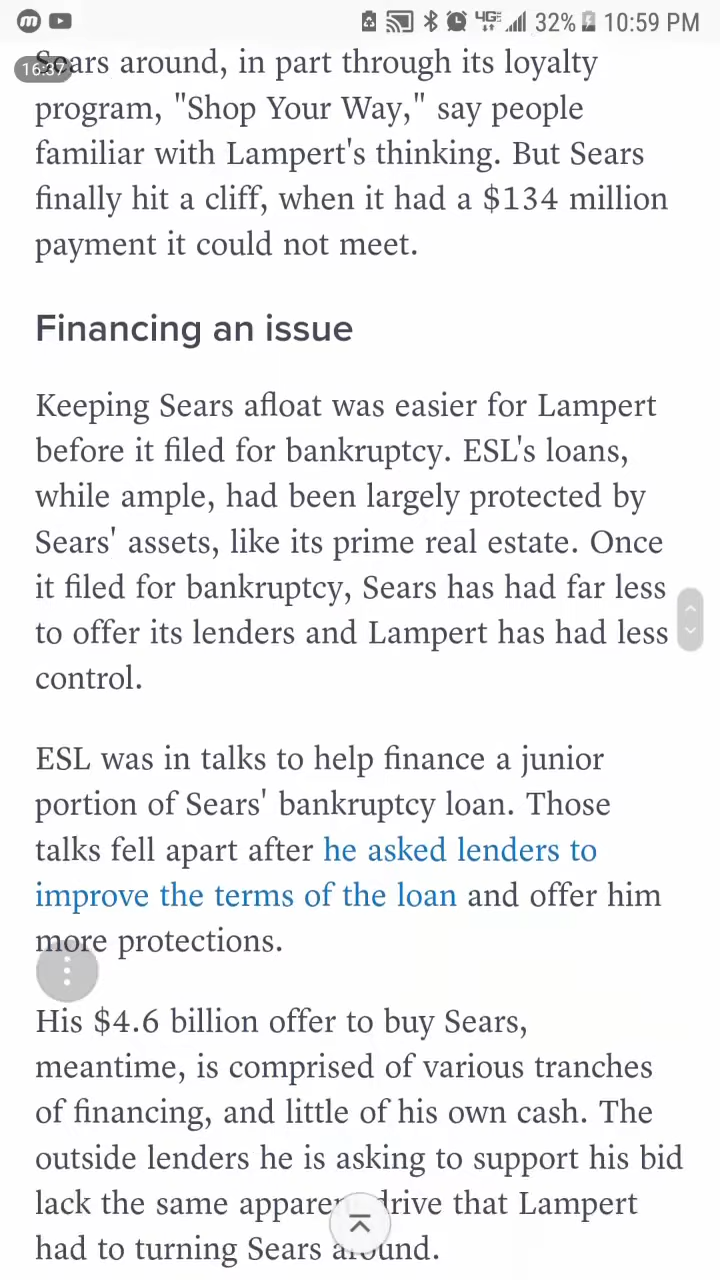 32% 10:59 PM
16:37
Sears around, in part through its loyalty
program, "Shop Your Way," say people
familiar with Lampert's thinking. But Sears
finally hit a cliff, when it had a $134 million
payment it could not meet.
Financing an issue
Keeping Sears afloat was easier for Lampert
before it filed for bankruptcy. ESL's loans,
while ample, had been largely protected by
Sears' assets, like its prime real estate. Once
it filed for bankruptcy, Sears has had far less
to offer its lenders and Lampert has had less
control.
ESL was in talks to help finance a junior
portion of Sears' bankruptcy loan. Those
talks fell apart after he asked lenders to
improve the terms of the loan and offer him
more protections.
His $4.6 billion offer to buy Sears,
meantime, is comprised of various tranches
of financing, and little of his own cash. The
outside lenders he is asking to support his bid
lack the same apparent drive that Lampert
had to turning Sears around.